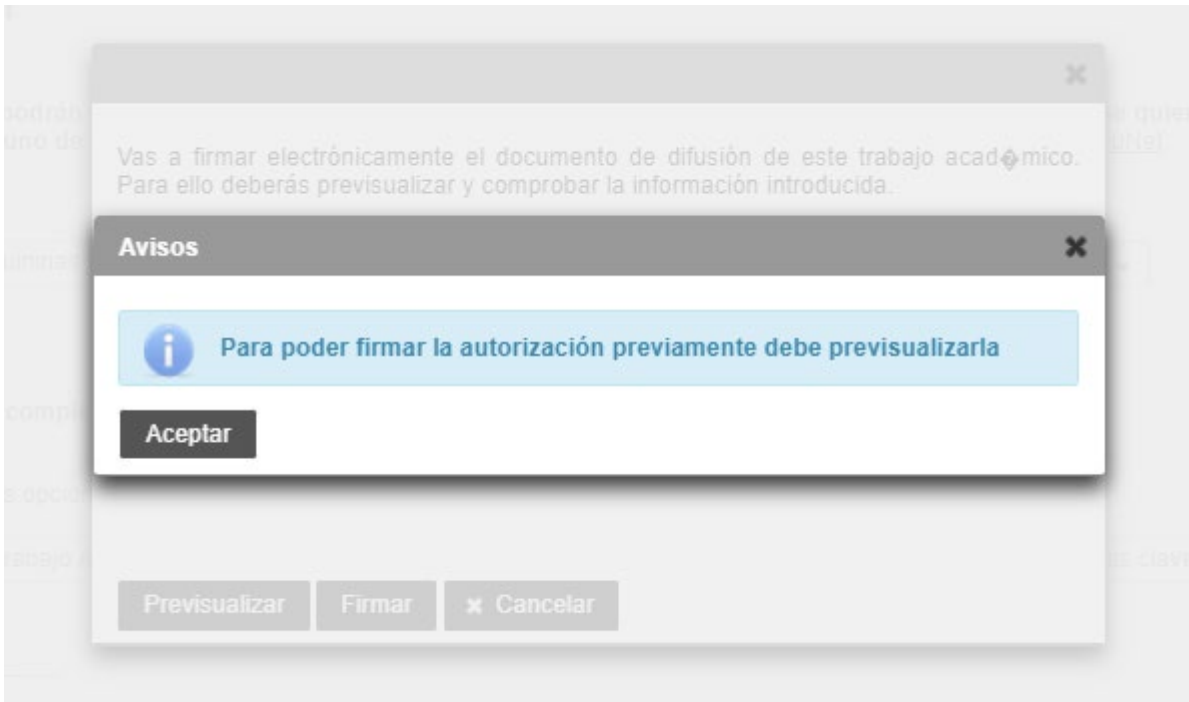 Vas a firmar electrónicamente el documento de difusión de este trabajo acad�mico.
Para ello deberás previsualizar y comprobar la información introducida.
Avisos
Para poder firmar la autorización previamente debe previsualizarla
Aceptar
Previsualizar Firmar Cancelar